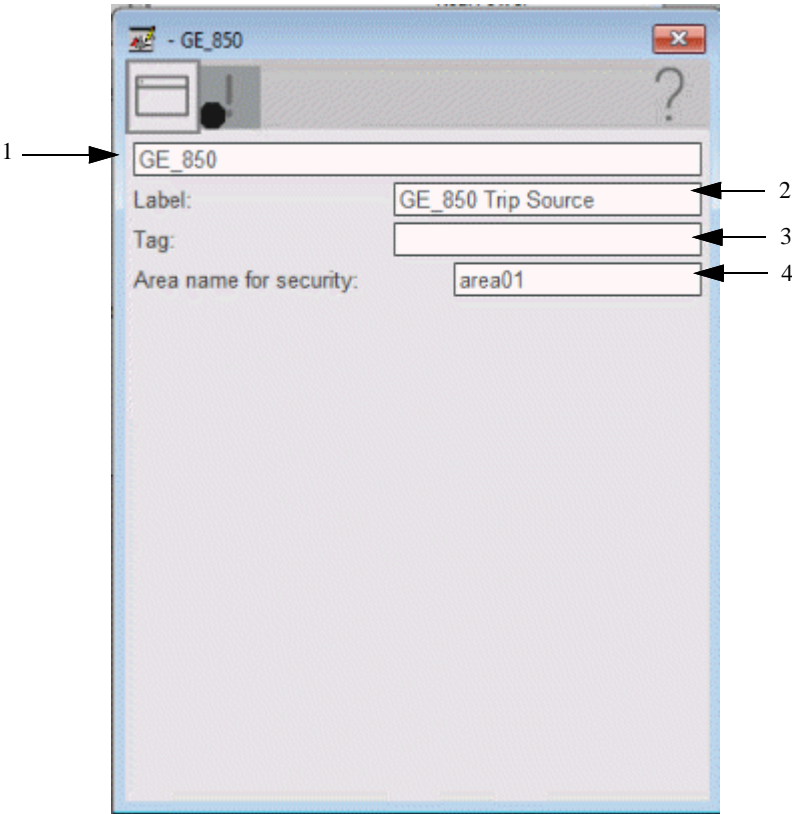 - GE_850
?
1
GE_850
Label:
GE_850 Trip Source
2
Tag:
3
Area name for security:
area01
4